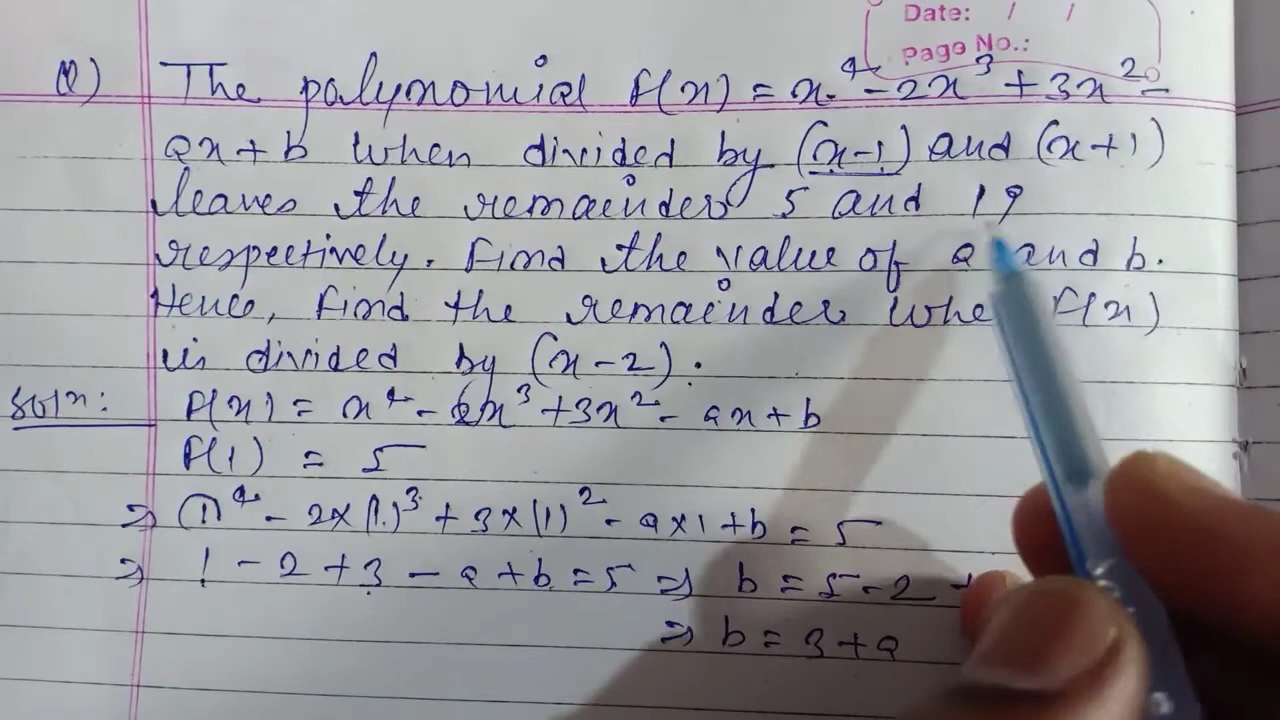 Date: / /
Page No.:
Q) The polynomial f(x) = x⁴ - 2x³ + 3x² -
ax + b when divided by (x-1) and (x+1)
leaves the remainders 5 and 19
respectively. Find the value of a and b.
Hence, find the remainder whe f(x)
is divided by (x-2).
Solⁿ: f(x) = x⁴ - 2x³ + 3x² - ax + b
f(1) = 5
⇒ (1)⁴ - 2×(1)³ + 3×(1)² - a×1 + b = 5
⇒ 1 - 2 + 3 - a + b = 5 ⇒ b = 5 - 2 +
⇒ b = 3 + a